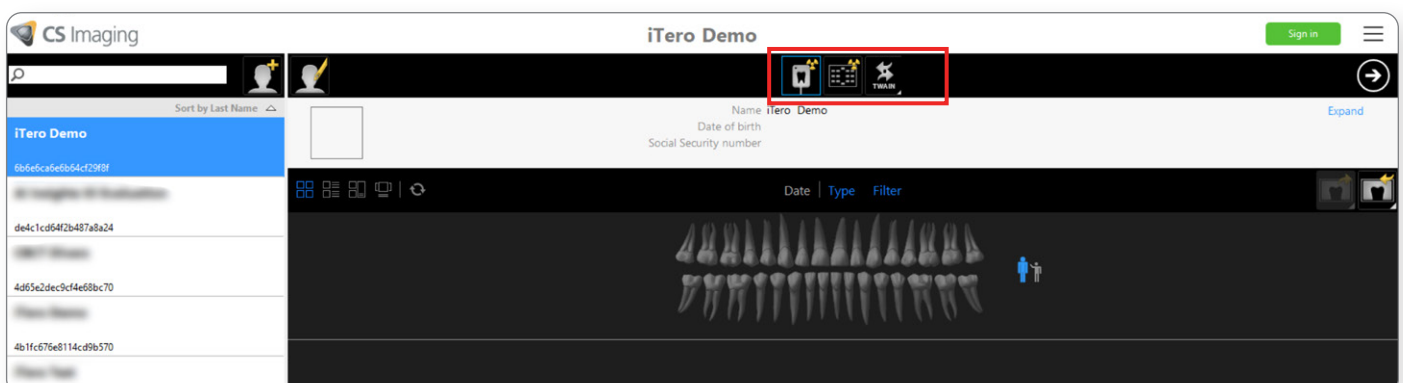 CS Imaging
iTero Demo
Sign in
TWAIN
Sort by Last Name
iTero Demo
6b6e6ca6e6b64cf29f8f
de4c1cd64f2b487a8a24
4d65e2dec9cf4e68bc70
4b1fc676e8114cd9b570
Name iTero Demo
Date of birth
Social Security number
Expand
Date Type Filter